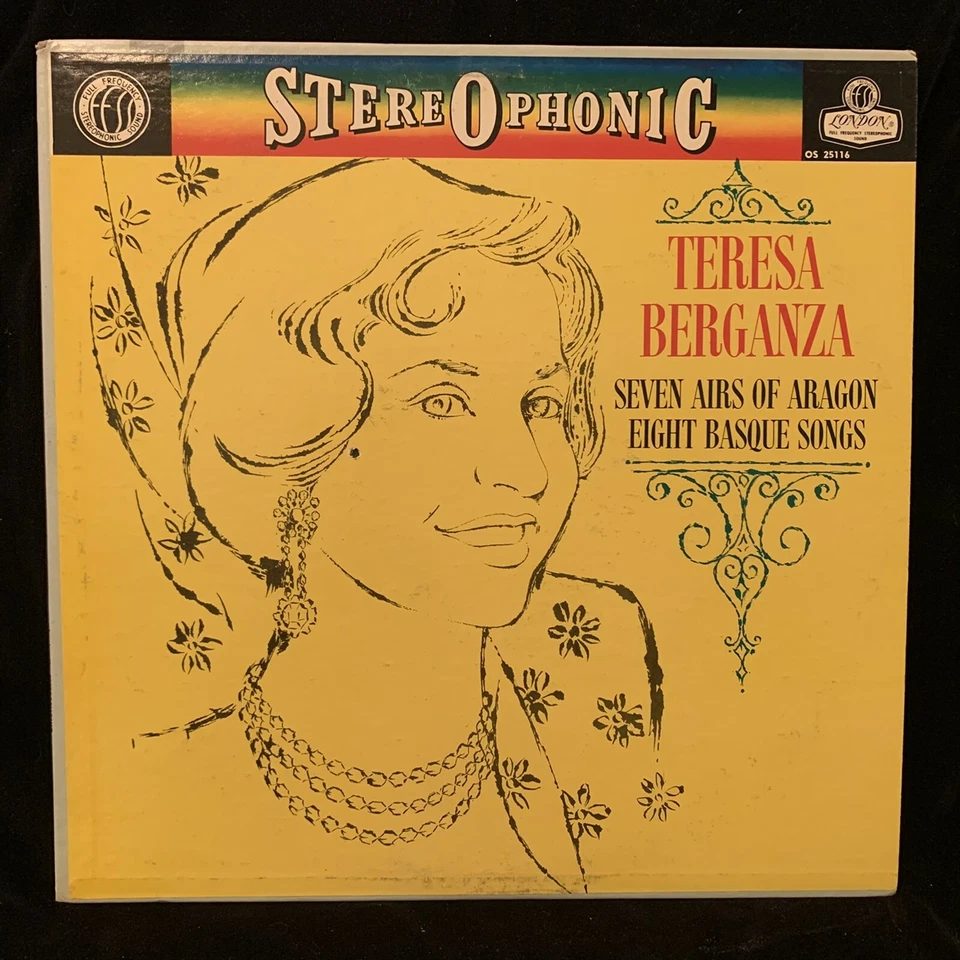 FULL FREQUENCY
STEREOPHONIC SOUND
STEREOPHONIC
LONDON®
FULL FREQUENCY STEREOPHONIC
SOUND
OS 25116
TERESA
BERGANZA
SEVEN AIRS OF ARAGON
EIGHT BASQUE SONGS